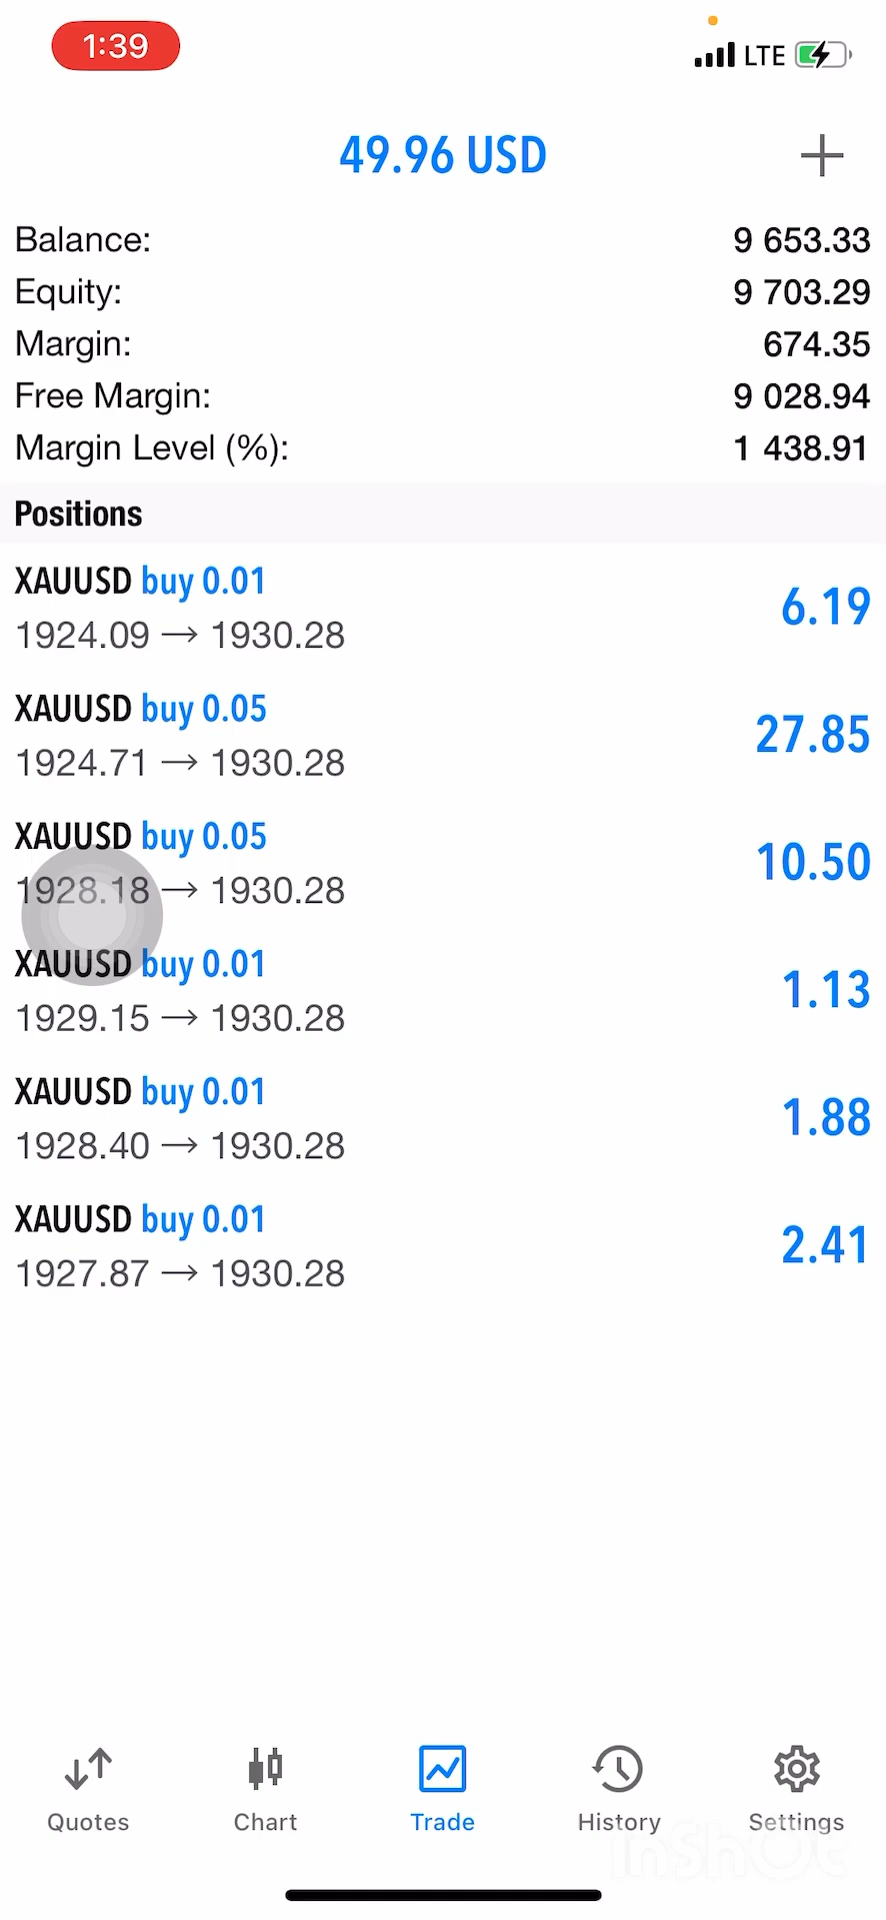 1:39 LTE
49.96 USD
Balance: 9 653.33
Equity: 9 703.29
Margin: 674.35
Free Margin: 9 028.94
Margin Level (%): 1 438.91
Positions
XAUUSD buy 0.01
1924.09 → 1930.28 6.19
XAUUSD buy 0.05
1924.71 → 1930.28 27.85
XAUUSD buy 0.05
1928.18 → 1930.28 10.50
XAUUSD buy 0.01
1929.15 → 1930.28 1.13
XAUUSD buy 0.01
1928.40 → 1930.28 1.88
XAUUSD buy 0.01
1927.87 → 1930.28 2.41
Quotes Chart Trade History Settings
InShOt